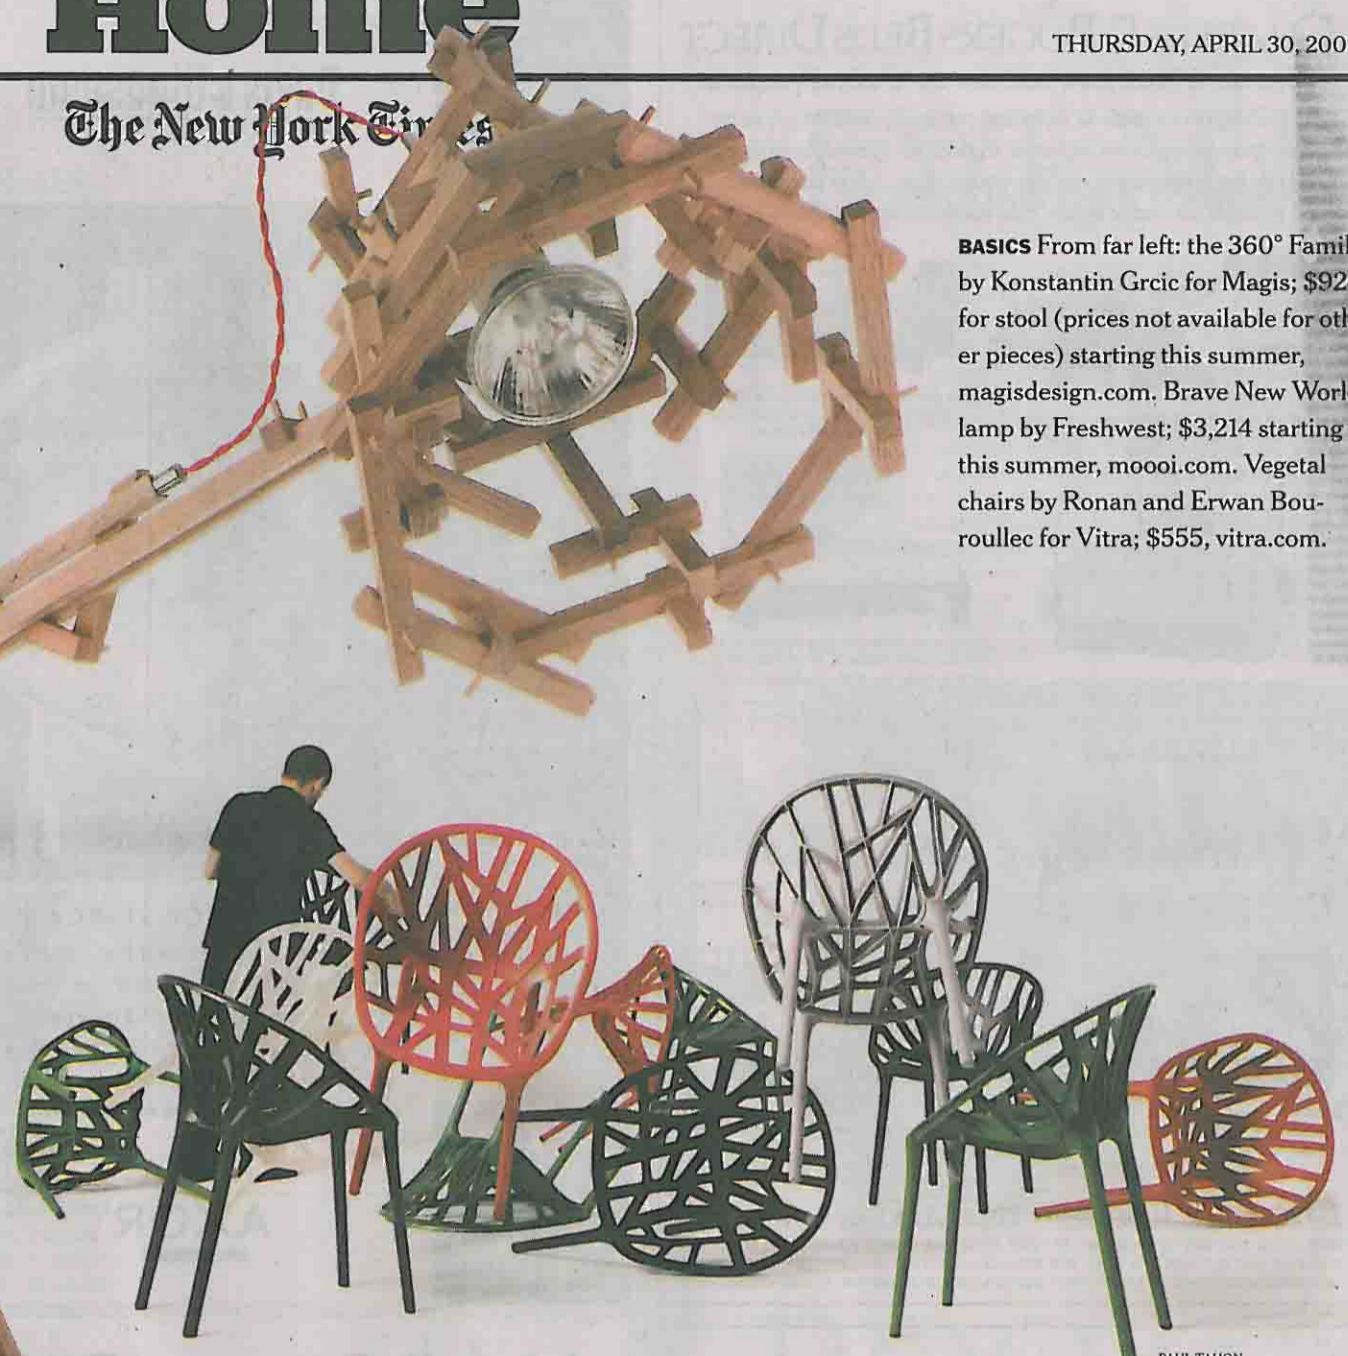 Home
THURSDAY, APRIL 30, 200
The New York Times
BASICS From far left: the 360° Famil
by Konstantin Grcic for Magis; $92
for stool (prices not available for oth
er pieces) starting this summer,
magisdesign.com. Brave New Worl
lamp by Freshwest; $3,214 starting
this summer, moooi.com. Vegetal
chairs by Ronan and Erwan Bou-
roullec for Vitra; $555, vitra.com.
PAUL TAHON